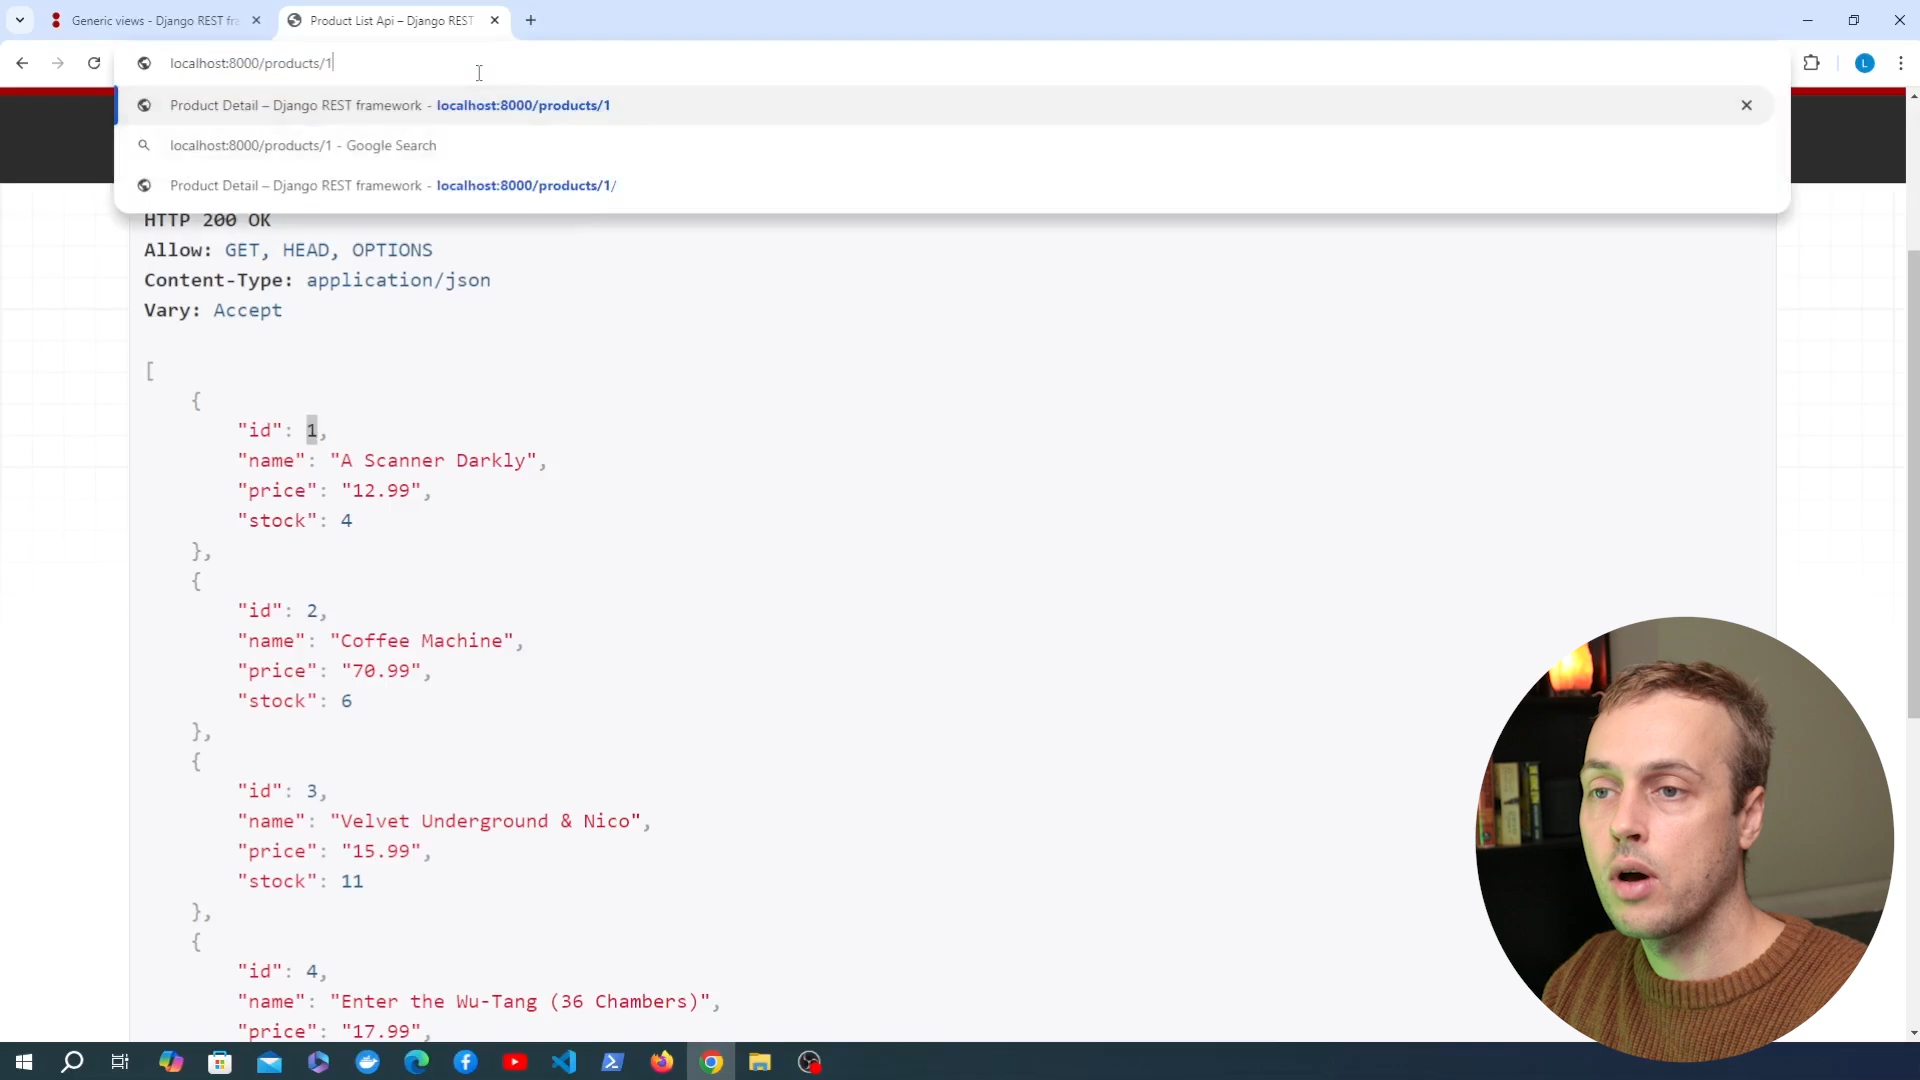 Generic views - Django REST fra
Product List Api – Django REST
localhost:8000/products/1
L
Product Detail – Django REST framework - localhost:8000/products/1
localhost:8000/products/1 - Google Search
Product Detail – Django REST framework - localhost:8000/products/1/
HTTP 200 OK
Allow: GET, HEAD, OPTIONS
Content-Type: application/json
Vary: Accept
[
{
"id": 1,
"name": "A Scanner Darkly",
"price": "12.99",
"stock": 4
},
{
"id": 2,
"name": "Coffee Machine",
"price": "70.99",
"stock": 6
},
{
"id": 3,
"name": "Velvet Underground & Nico",
"price": "15.99",
"stock": 11
},
{
"id": 4,
"name": "Enter the Wu-Tang (36 Chambers)",
"price": "17.99",